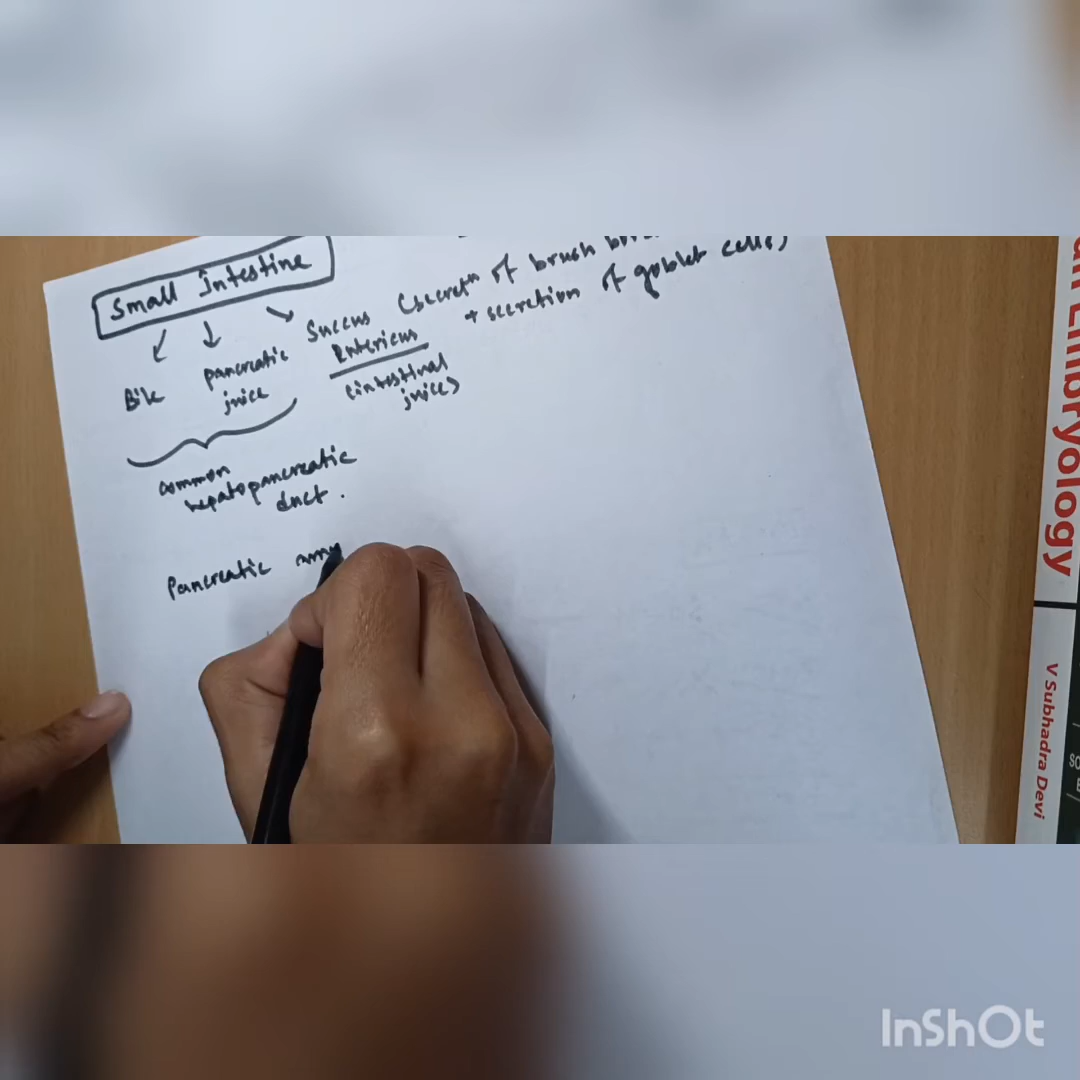 Small Intestine
Bile
pancreatic
juice
Succus
Entericus
(intestinal
juice)
(secretn of brush
+ secretion of goblet cells)
common
hepatopancreatic
duct.
Pancreatic amy
Embryology
V Subhadra Devi
InShOt